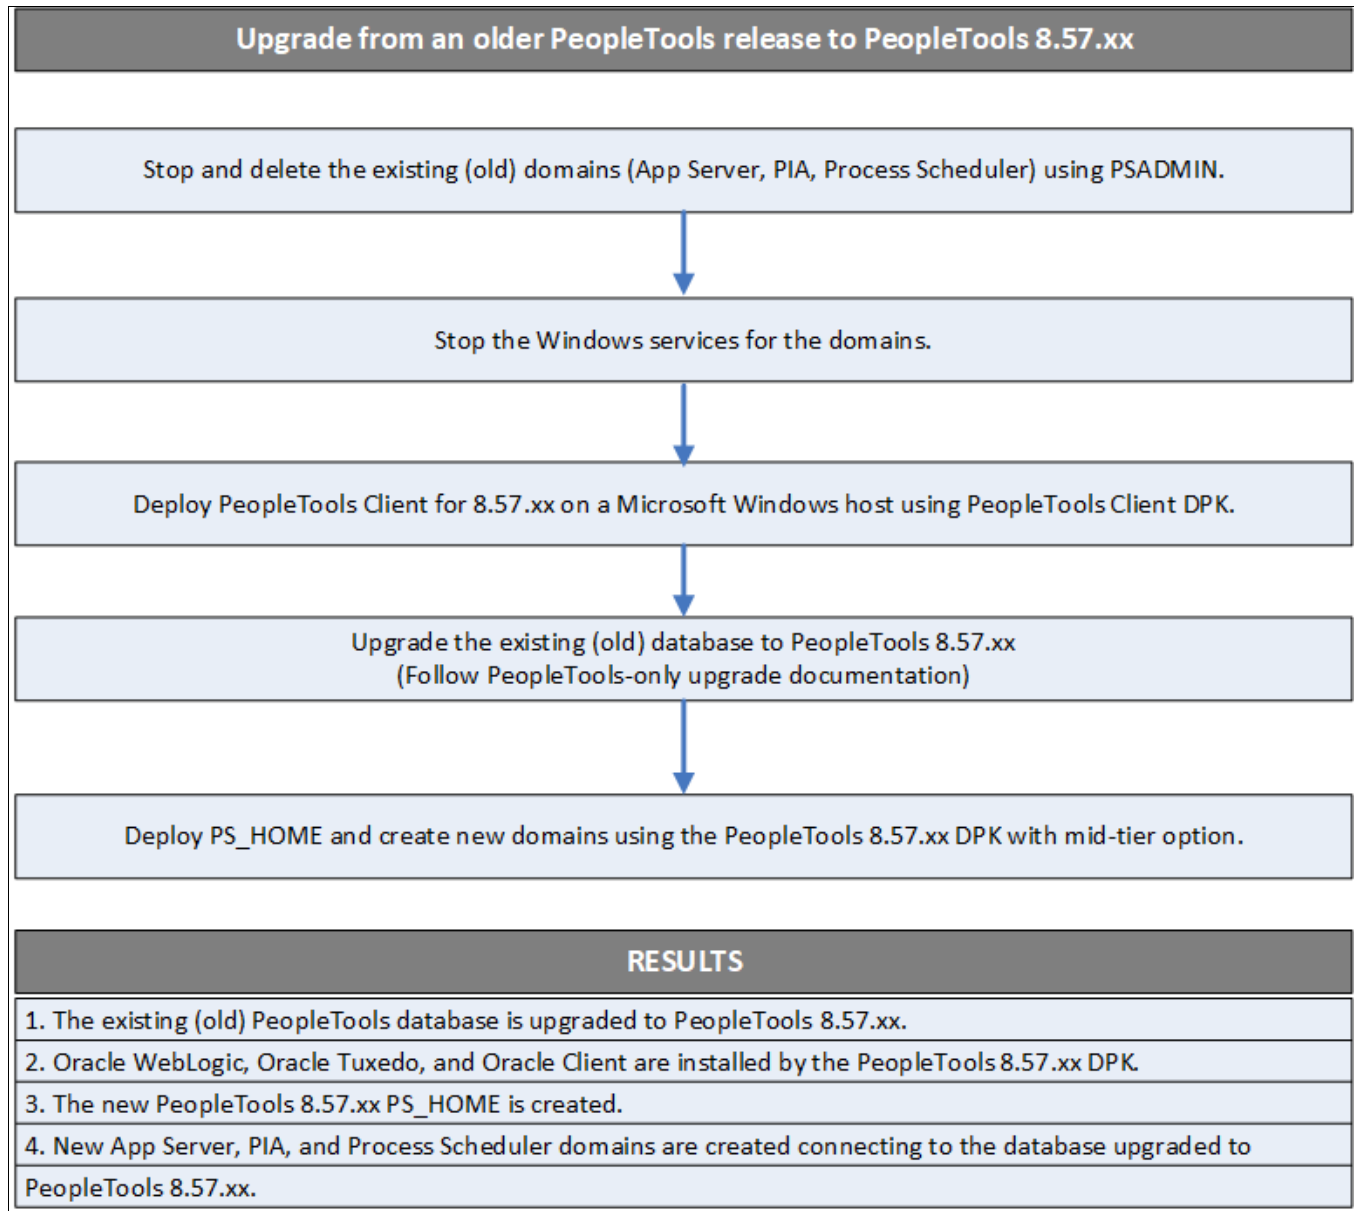 Upgrade from an older PeopleTools release to PeopleTools 8.57.xx
Stop and delete the existing (old) domains (App Server, PIA, Process Scheduler) using PSADMIN.
Stop the Windows services for the domains.
Deploy PeopleTools Client for 8.57.xx on a Microsoft Windows host using PeopleTools Client DPK.
Upgrade the existing (old) database to PeopleTools 8.57.xx
(Follow PeopleTools-only upgrade documentation)
Deploy PS_HOME and create new domains using the PeopleTools 8.57.xx DPK with mid-tier option.
RESULTS
1. The existing (old) PeopleTools database is upgraded to PeopleTools 8.57.xx.
2. Oracle WebLogic, Oracle Tuxedo, and Oracle Client are installed by the PeopleTools 8.57.xx DPK.
3. The new PeopleTools 8.57.xx PS_HOME is created.
4. New App Server, PIA, and Process Scheduler domains are created connecting to the database upgraded to
PeopleTools 8.57.xx.